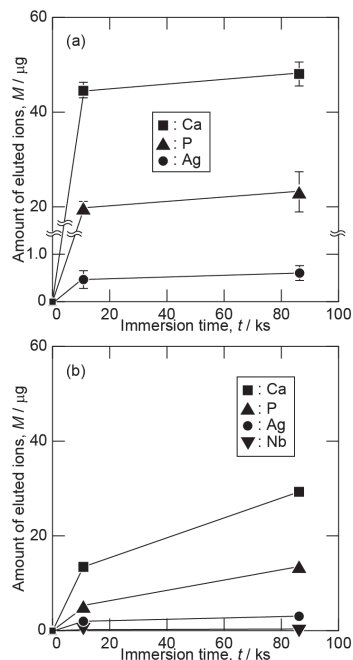 (a)
Amount of eluted ions, M / μg
60
40
20
1.0
0
■ : Ca
▲ : P
● : Ag
0 20 40 60 80 100
Immersion time, t / ks
(b)
Amount of eluted ions, M / μg
60
40
20
0
■ : Ca
▲ : P
● : Ag
▼ : Nb
0 20 40 60 80 100
Immersion time, t / ks